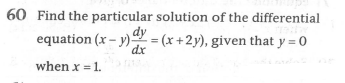 60 Find the particular solution of the differential
equation (x – y) dy/dx = (x + 2y), given that y = 0
when x = 1.